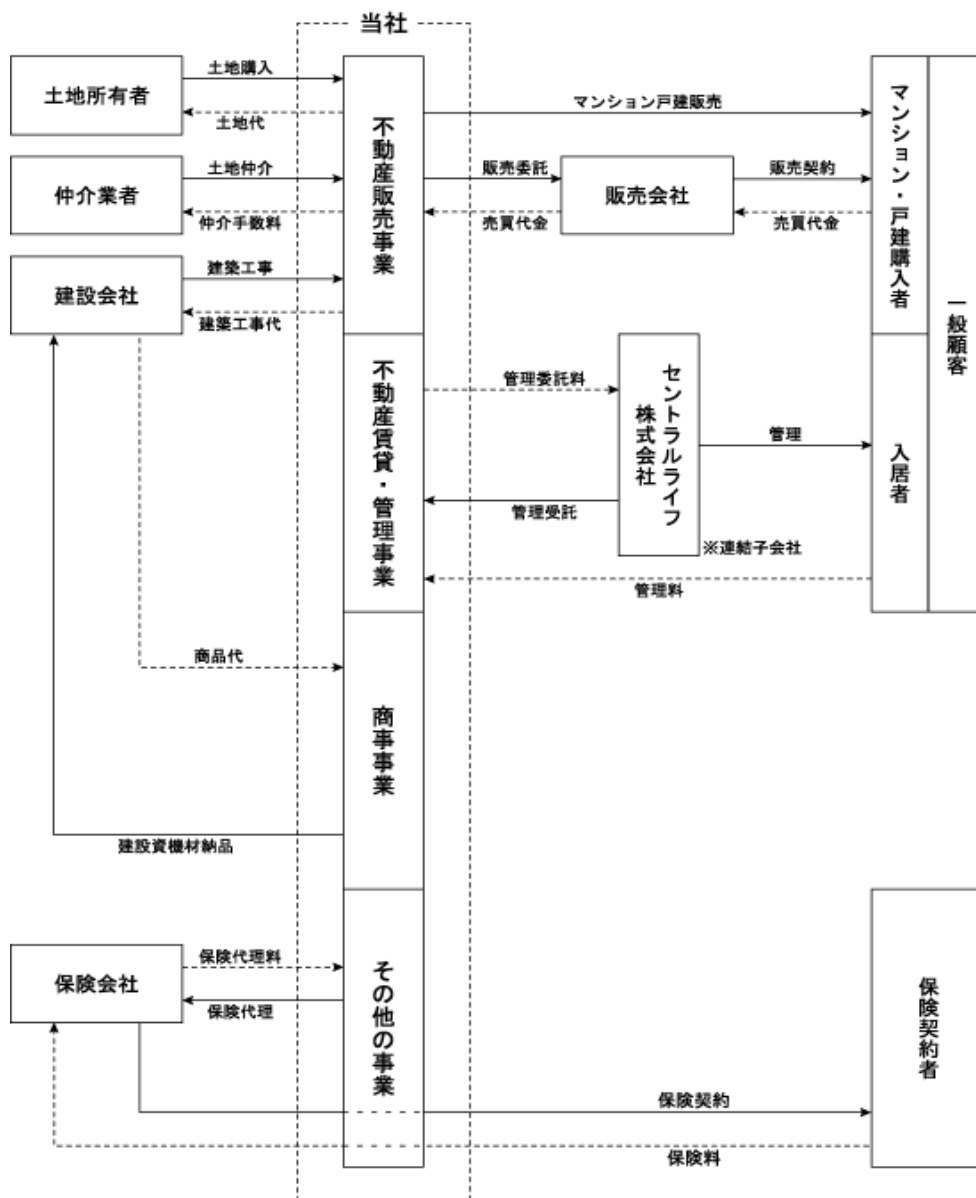 当社
土地所有者
土地購入
土地代
仲介業者
土地仲介
仲介手数料
建設会社
建築工事
建築工事代
不動産販売事業
マンション戸建販売
販売委託
売買代金
販売会社
販売契約
売買代金
マンション・戸建購入者
一般顧客
不動産賃貸・管理事業
管理委託料
管理受託
セントラルライフ
株式会社
※連結子会社
管理
管理料
入居者
商品代
商事事業
建設資機材納品
保険会社
保険代理料
保険代理
その他の事業
保険契約
保険料
保険契約者